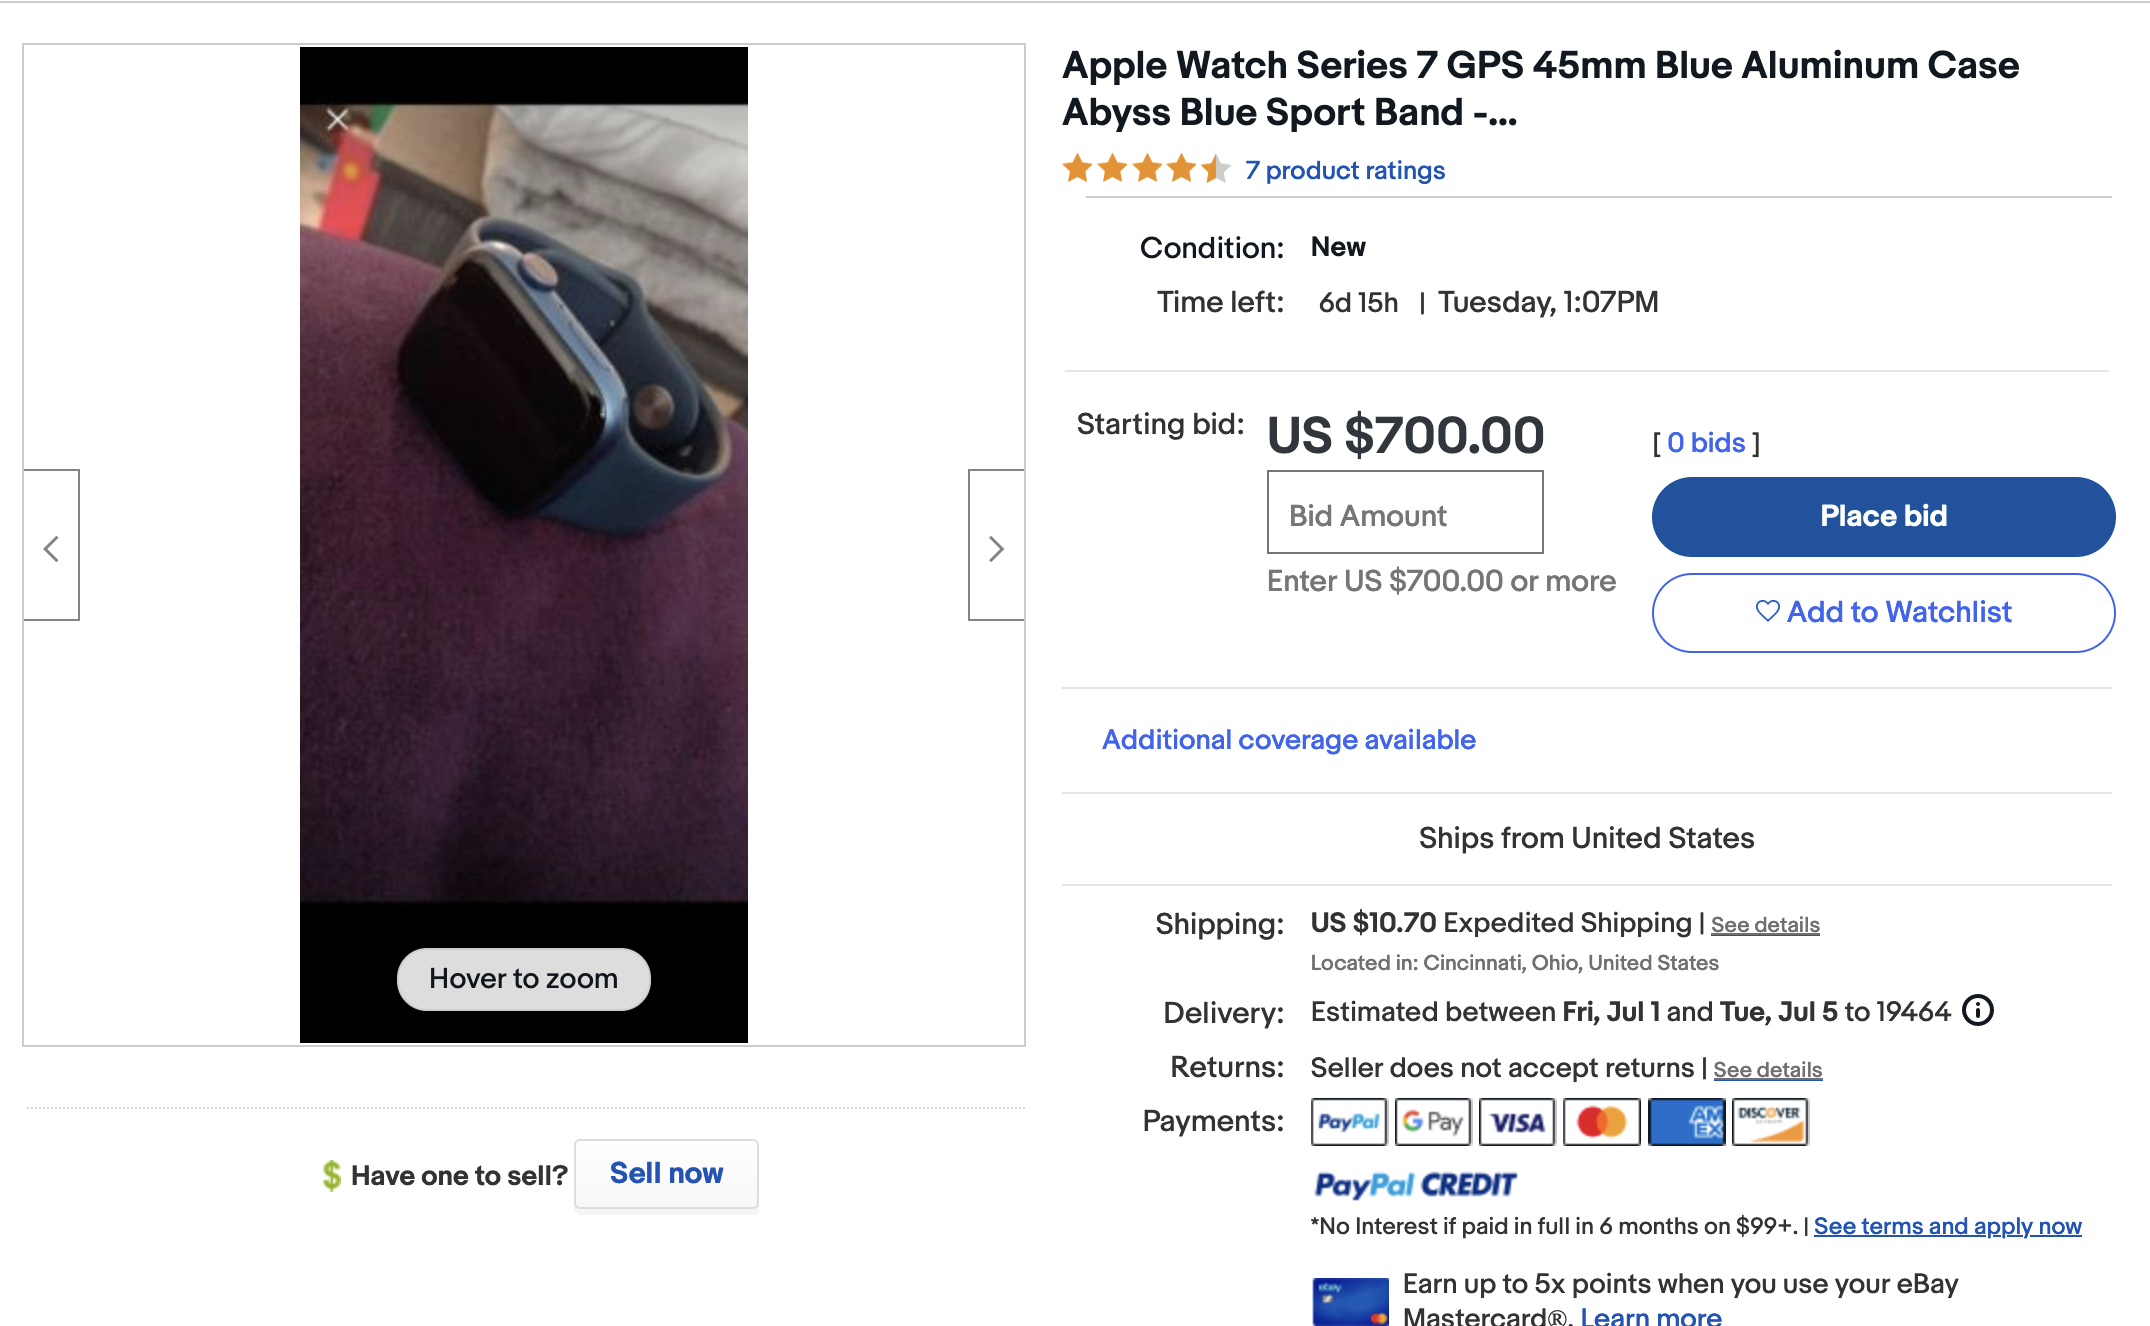 Apple Watch Series 7 GPS 45mm Blue Aluminum Case
Abyss Blue Sport Band -...
7 product ratings
Condition: New
Time left: 6d 15h | Tuesday, 1:07PM
Starting bid: US $700.00
[ 0 bids ]
Bid Amount
Place bid
Enter US $700.00 or more
Add to Watchlist
Additional coverage available
Ships from United States
Shipping: US $10.70 Expedited Shipping | See details
Located in: Cincinnati, Ohio, United States
Delivery: Estimated between Fri, Jul 1 and Tue, Jul 5 to 19464
Returns: Seller does not accept returns | See details
Payments: PayPal G Pay VISA AMEX DISCOVER
PayPal CREDIT
*No Interest if paid in full in 6 months on $99+. | See terms and apply now
ebay
Earn up to 5x points when you use your eBay
Mastercard®. Learn more
Hover to zoom
$ Have one to sell? Sell now